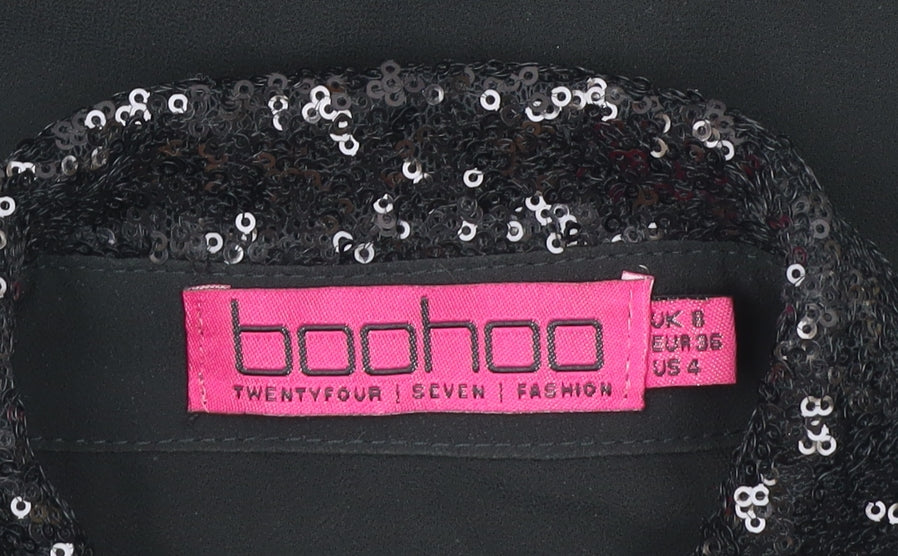 boohoo
TWENTYFOUR | SEVEN | FASHION
UK 8
EUR 36
US 4